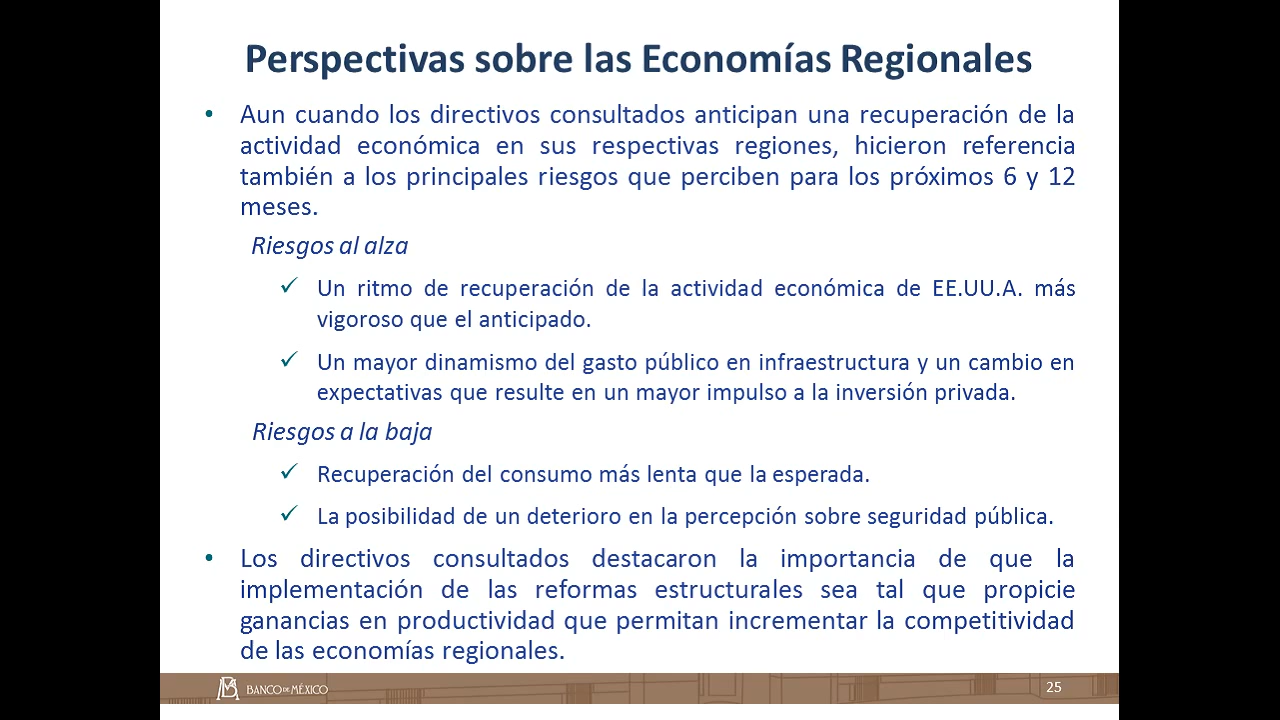 Perspectivas sobre las Economías Regionales
• Aun cuando los directivos consultados anticipan una recuperación de la
actividad económica en sus respectivas regiones, hicieron referencia
también a los principales riesgos que perciben para los próximos 6 y 12
meses.
Riesgos al alza
✓ Un ritmo de recuperación de la actividad económica de EE.UU.A. más
vigoroso que el anticipado.
✓ Un mayor dinamismo del gasto público en infraestructura y un cambio en
expectativas que resulte en un mayor impulso a la inversión privada.
Riesgos a la baja
✓ Recuperación del consumo más lenta que la esperada.
✓ La posibilidad de un deterioro en la percepción sobre seguridad pública.
• Los directivos consultados destacaron la importancia de que la
implementación de las reformas estructurales sea tal que propicie
ganancias en productividad que permitan incrementar la competitividad
de las economías regionales.
BANCO DE MÉXICO
25